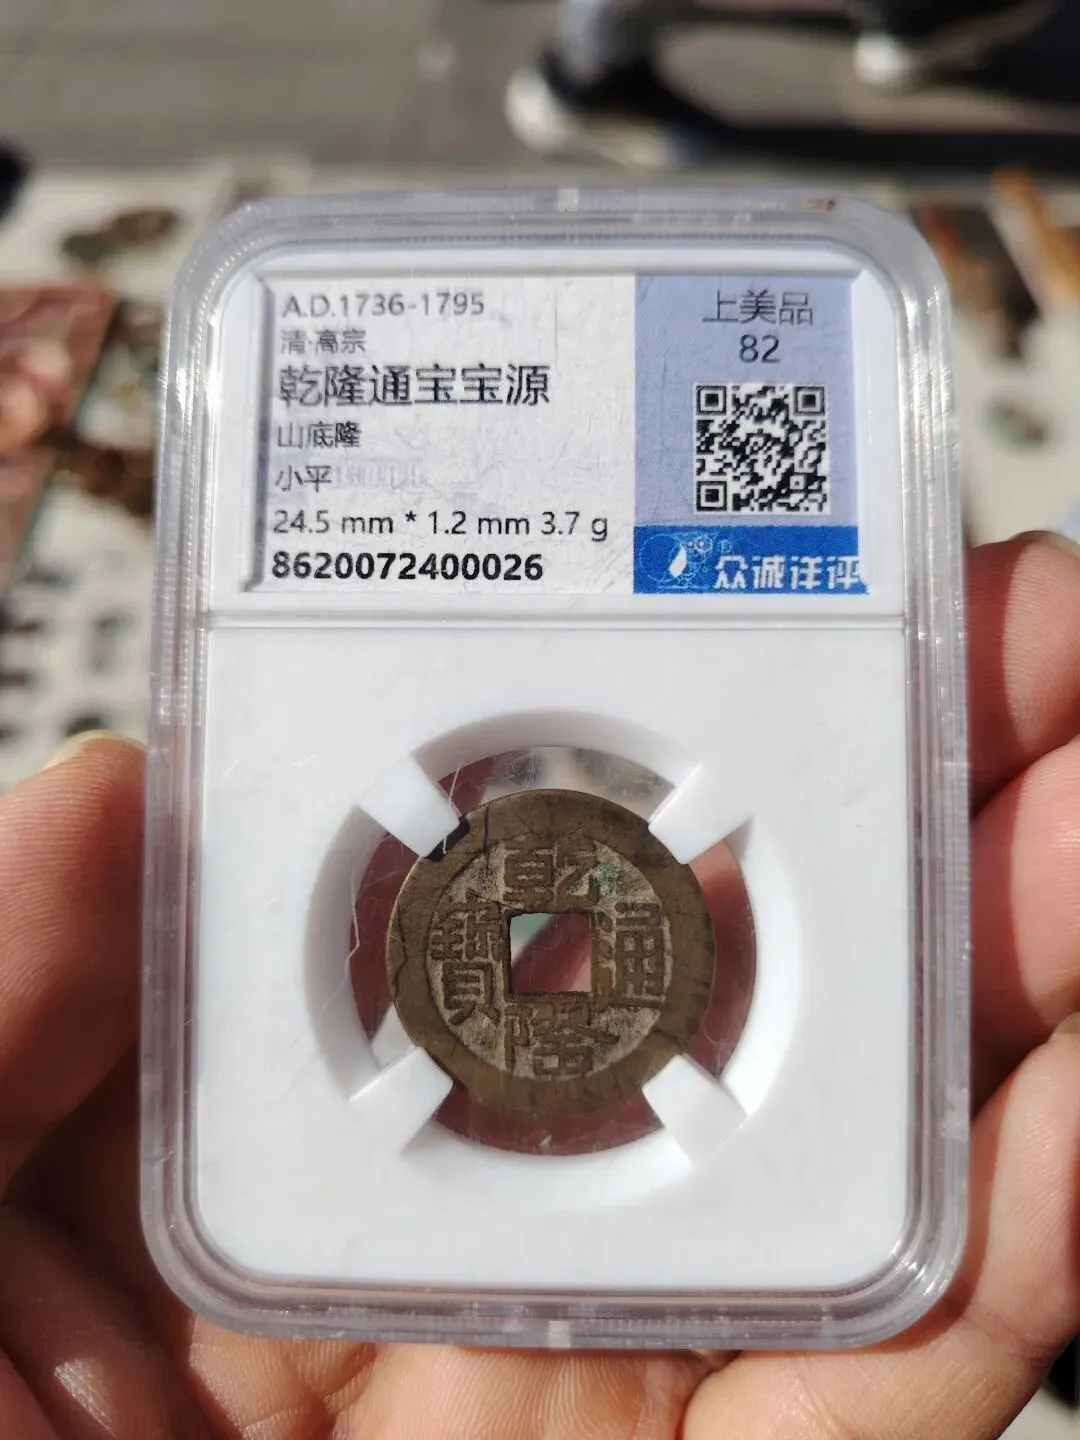 A.D.1736-1795
清·高宗
乾隆通宝宝源
山底隆
小平
24.5 mm * 1.2 mm 3.7 g
8620072400026
上美品
82
众诚详评
乾
隆
通
寶